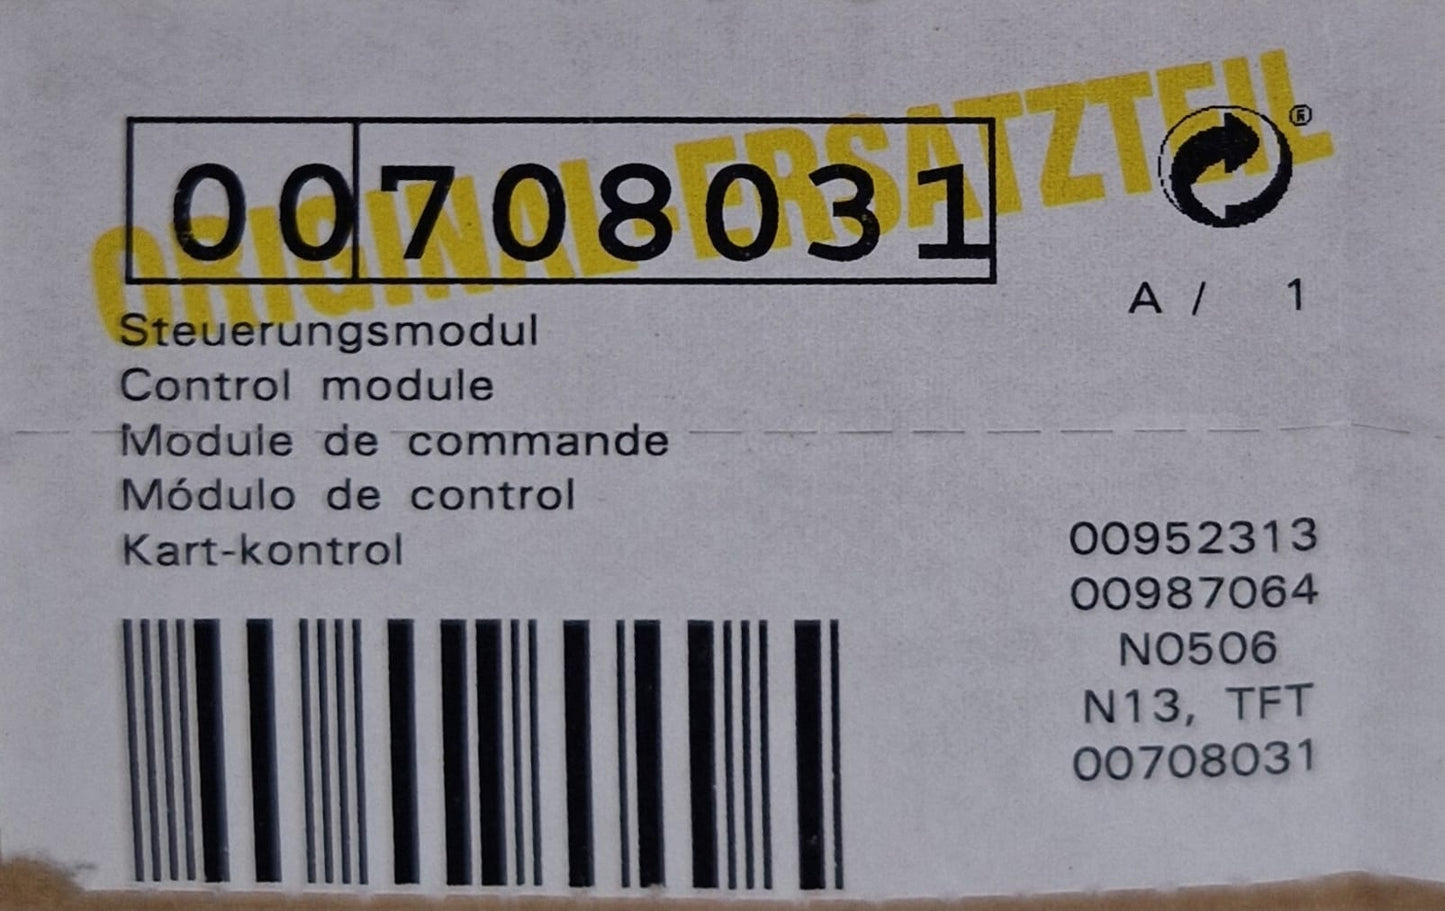 ORIGINAL-ERSATZTEIL
00708031
®
A / 1
Steuerungsmodul
Control module
Module de commande
Módulo de control
Kart-kontrol
00952313
00987064
N0506
N13, TFT
00708031